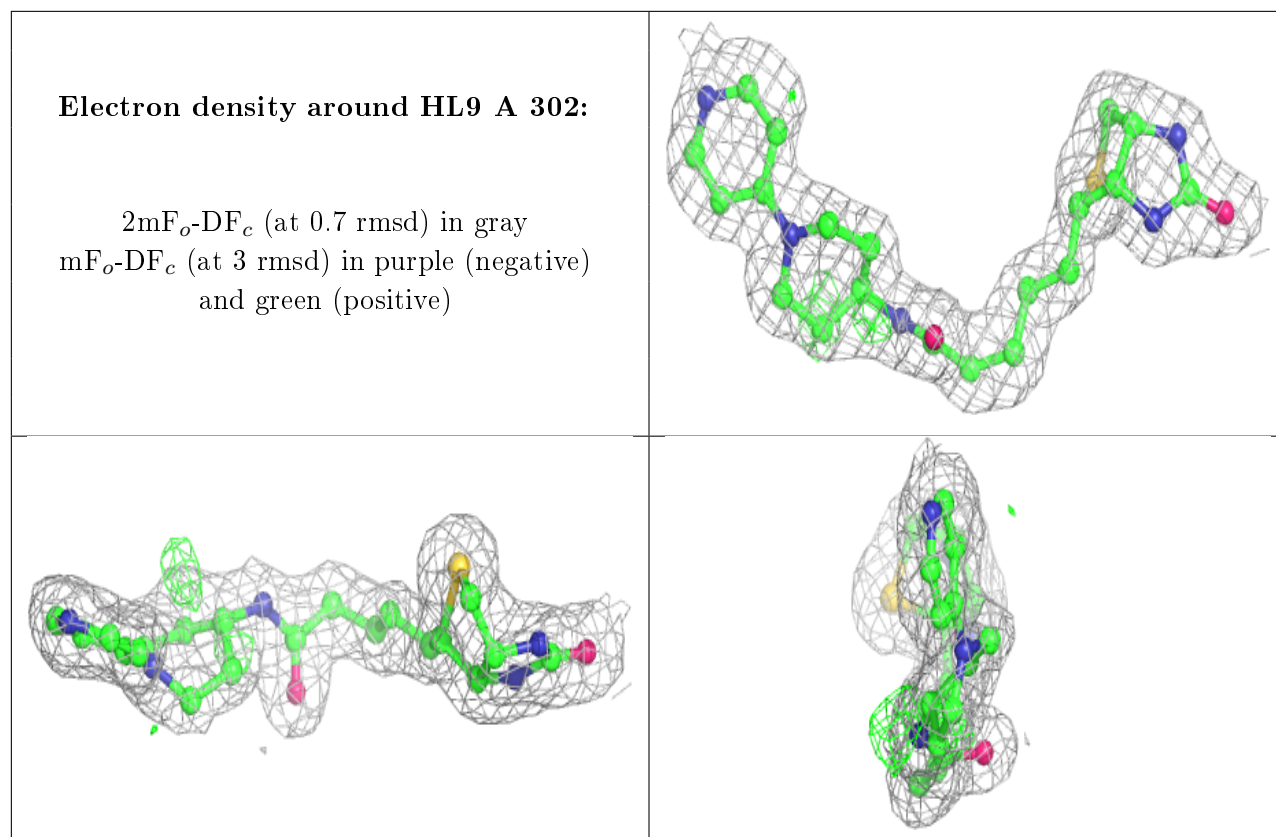 Electron density around HL9 A 302:
2mFo-DFc (at 0.7 rmsd) in gray
mFo-DFc (at 3 rmsd) in purple (negative)
and green (positive)